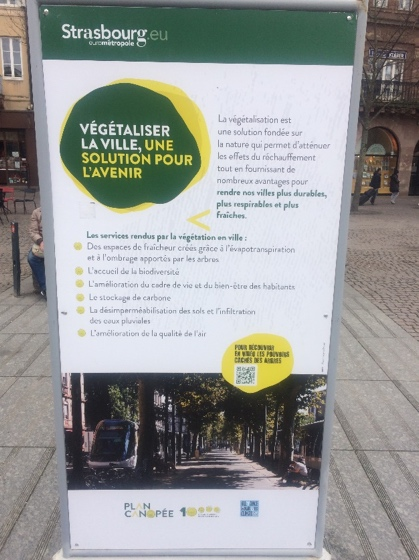 Strasbourg.eu
eurométropole
VÉGÉTALISER
LA VILLE, UNE
SOLUTION POUR
L'AVENIR
La végétalisation est
une solution fondée sur
la nature qui permet d'atténuer
les effets du réchauffement
tout en fournissant de
nombreux avantages pour
rendre nos villes plus durables,
plus respirables et plus
fraîches.
Les services rendus par la végétation en ville :
Des espaces de fraîcheur créés grâce à l'évapotranspiration
et à l'ombrage apportés par les arbres
L'accueil de la biodiversité
L'amélioration du cadre de vie et du bien-être des habitants
Le stockage de carbone
La désimperméabilisation des sols et l'infiltration
des eaux pluviales
L'amélioration de la qualité de l'air
POUR DÉCOUVRIR
EN VIDÉO LES POUVOIRS
CACHÉS DES ARBRES
PLAN
CANOPÉE